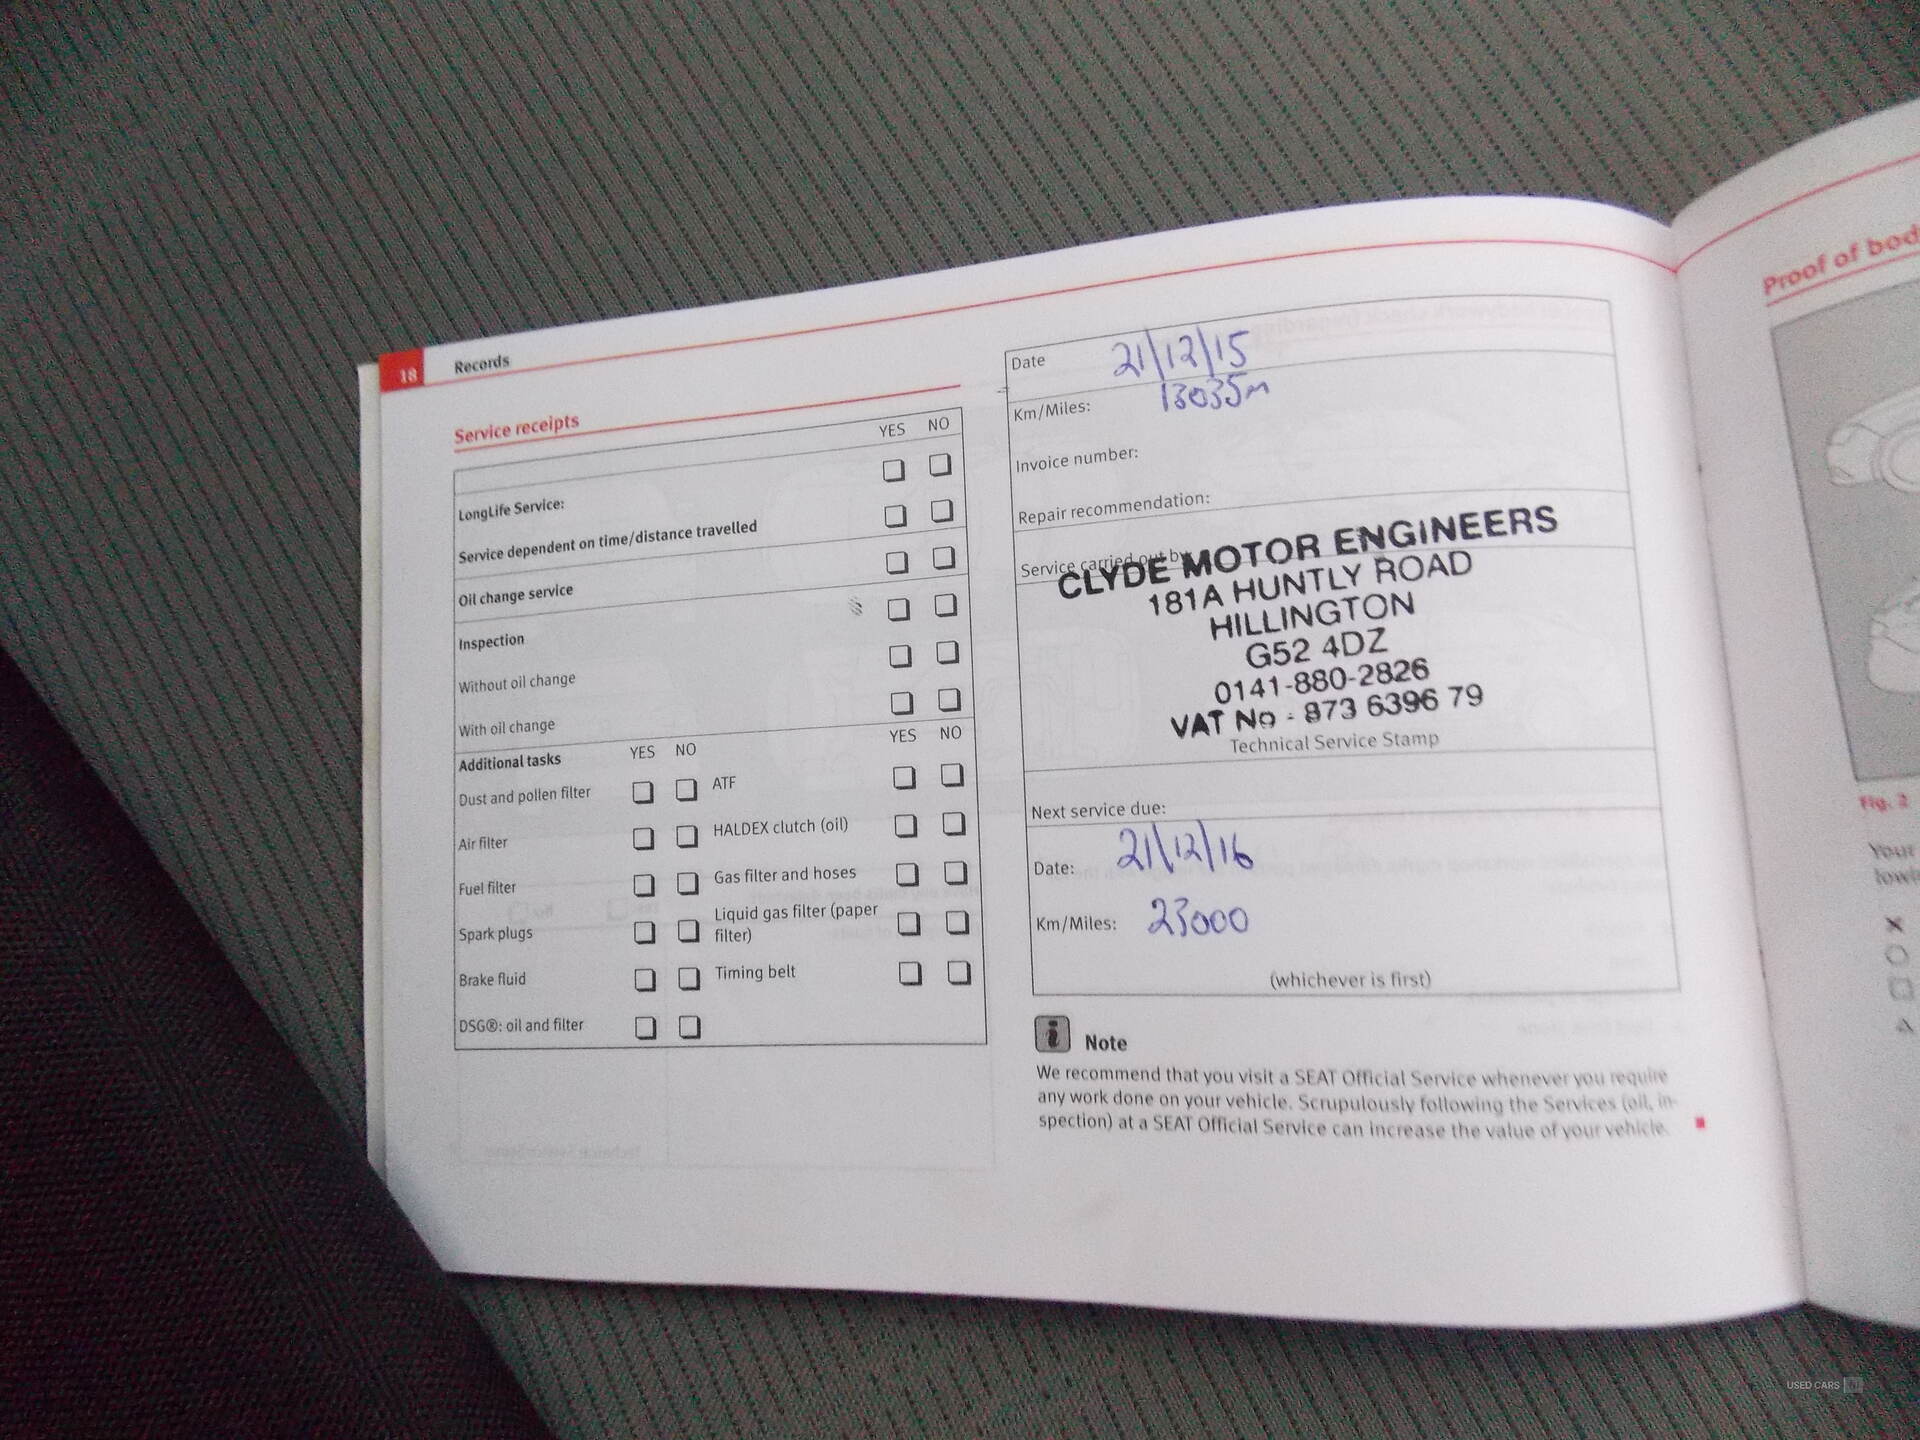 18 Records
Service receipts
YES NO
LongLife Service:
Service dependent on time/distance travelled
Oil change service
Inspection
Without oil change
With oil change
Additional tasks YES NO YES NO
Dust and pollen filter ATF
Air filter HALDEX clutch (oil)
Fuel filter Gas filter and hoses
Spark plugs Liquid gas filter (paper
filter)
Brake fluid Timing belt
DSG®: oil and filter
Date 21/12/15
Km/Miles: 13035m
Invoice number:
Repair recommendation:
Service carried out by
CLYDE MOTOR ENGINEERS
181A HUNTLY ROAD
HILLINGTON
G52 4DZ
0141-880-2826
VAT No - 873 6396 79
Technical Service Stamp
Next service due:
Date: 21/12/16
Km/Miles: 23000
(whichever is first)
i Note
We recommend that you visit a SEAT Official Service whenever you require
any work done on your vehicle. Scrupulously following the Services (oil, in-
spection) at a SEAT Official Service can increase the value of your vehicle.
Proof of bod
Fig. 2
Your
USED CARS NI